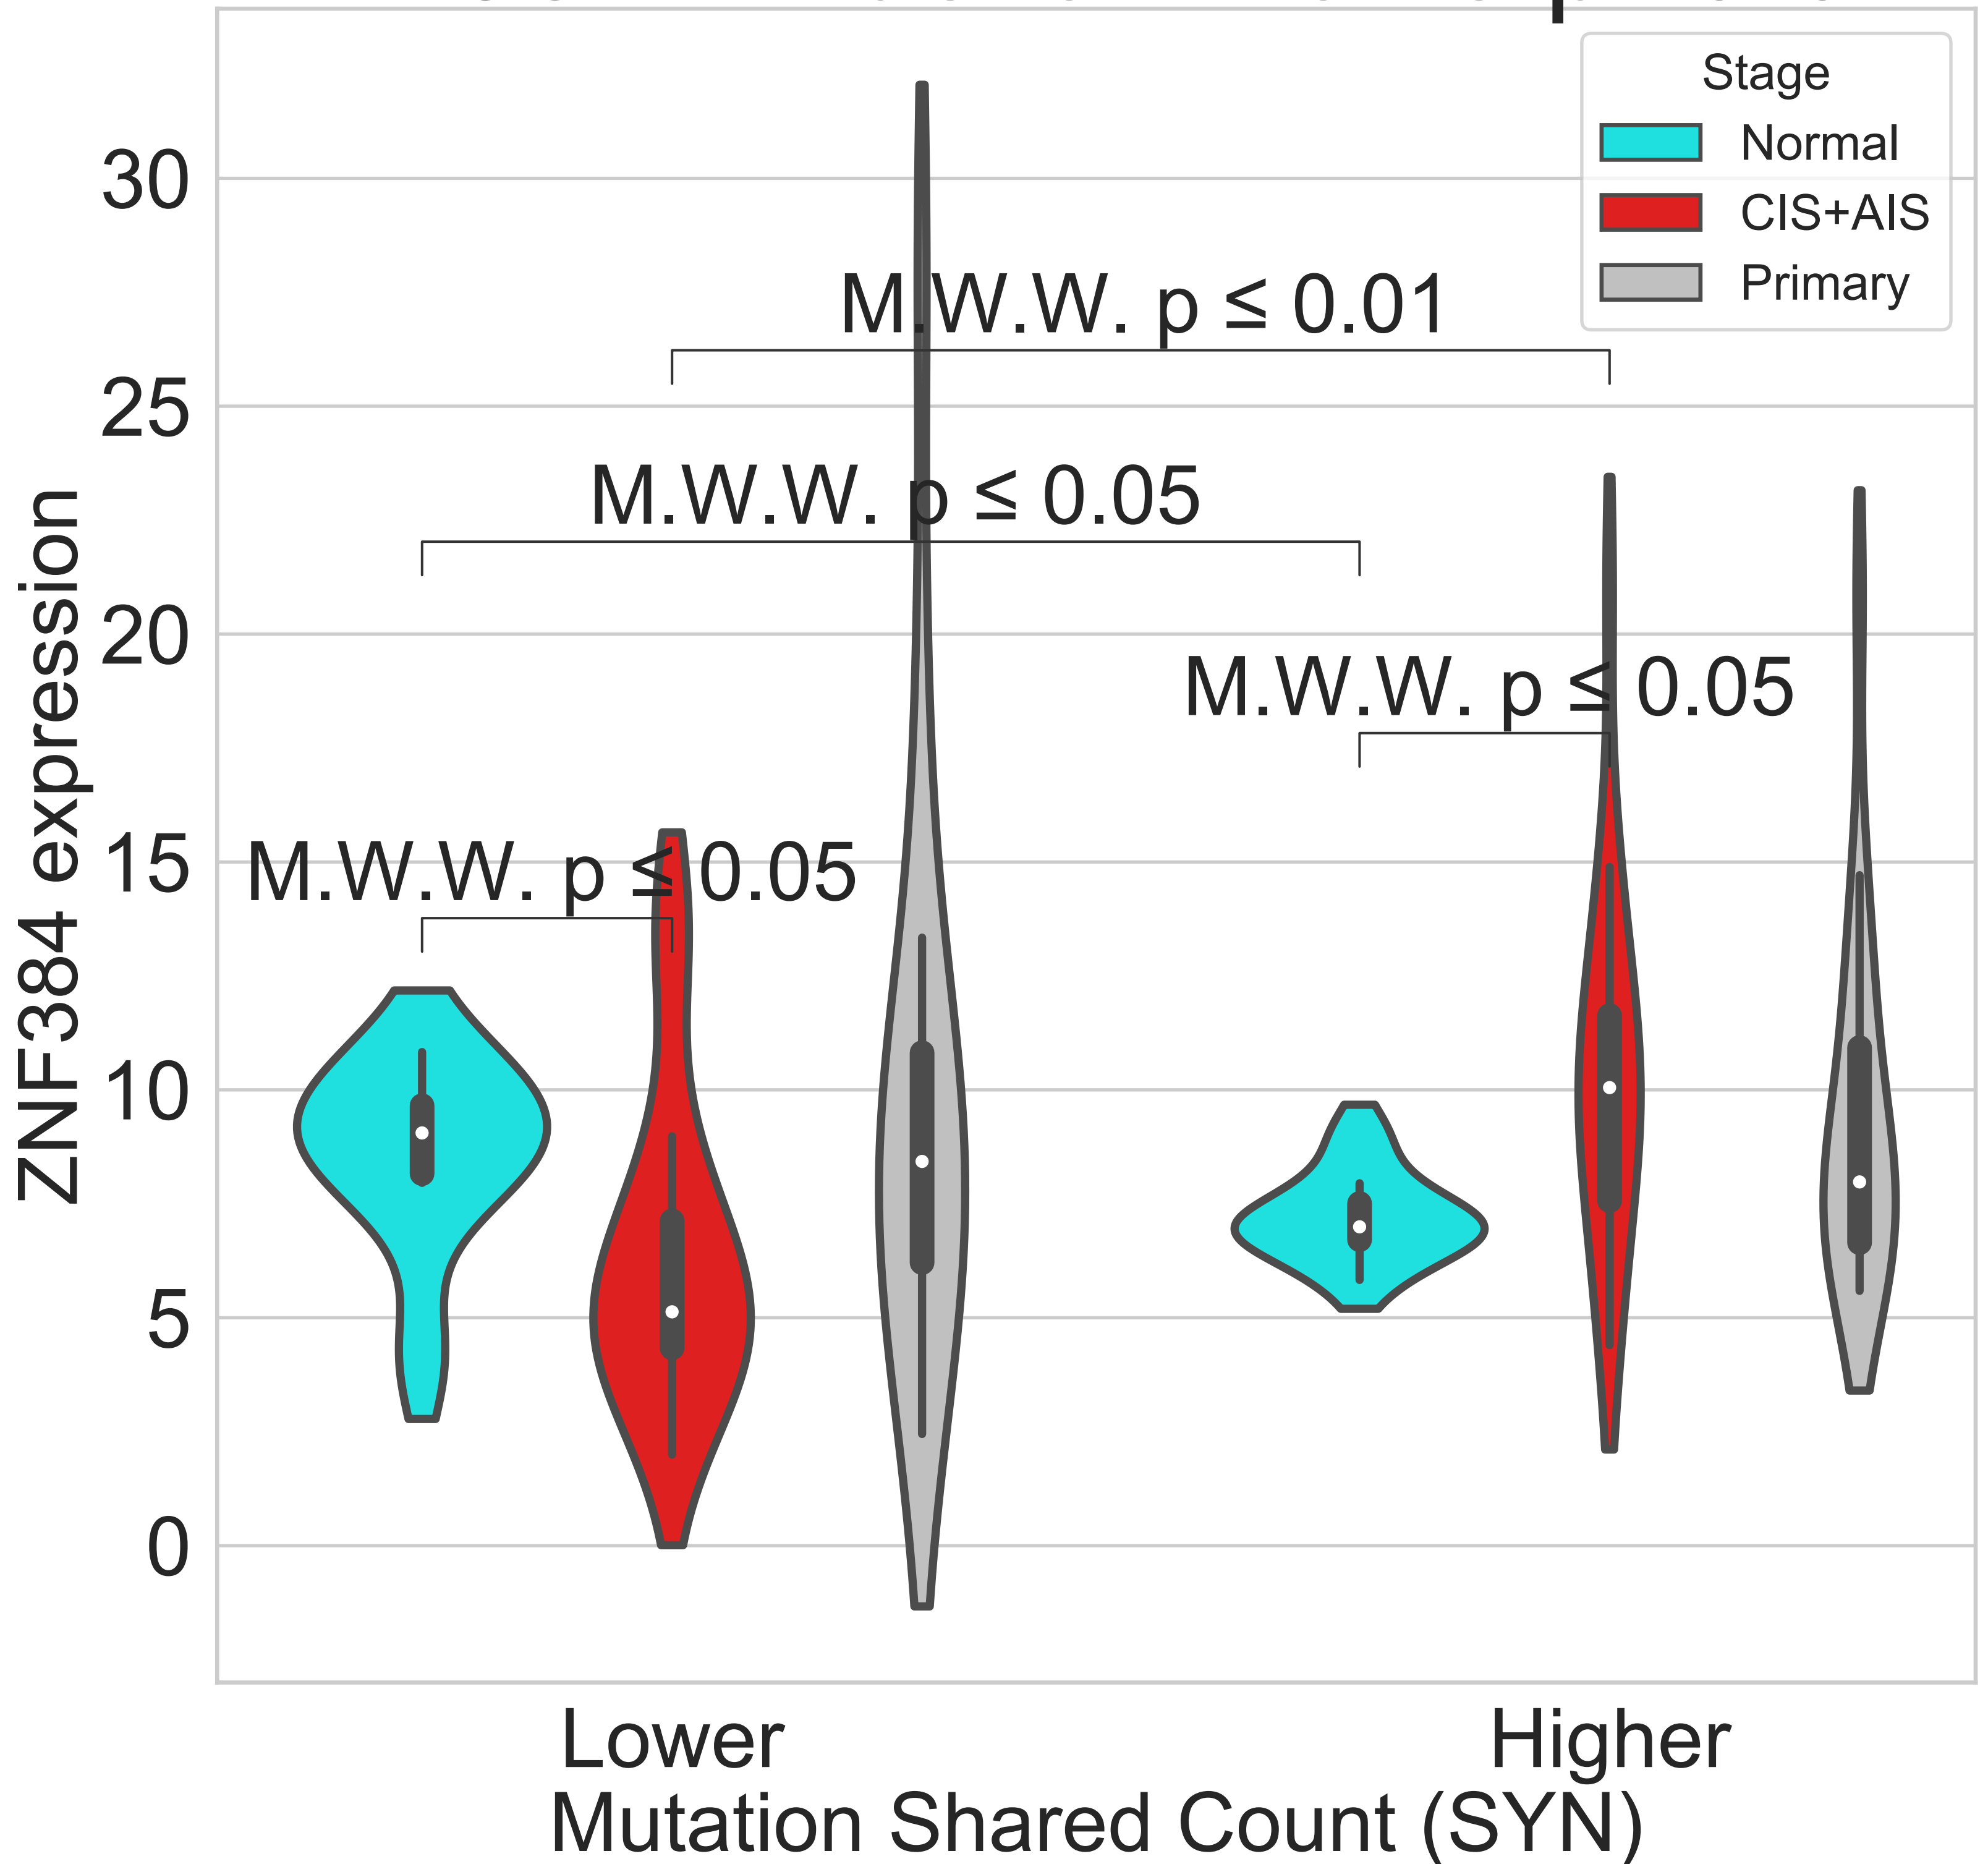 Stage
Normal
CIS+AIS
Primary
30
25
20
15
10
5
0
ZNF384 expression
M.W.W. p ≤ 0.01
M.W.W. p ≤ 0.05
M.W.W. p ≤ 0.05
M.W.W. p ≤ 0.05
Lower
Higher
Mutation Shared Count (SYN)